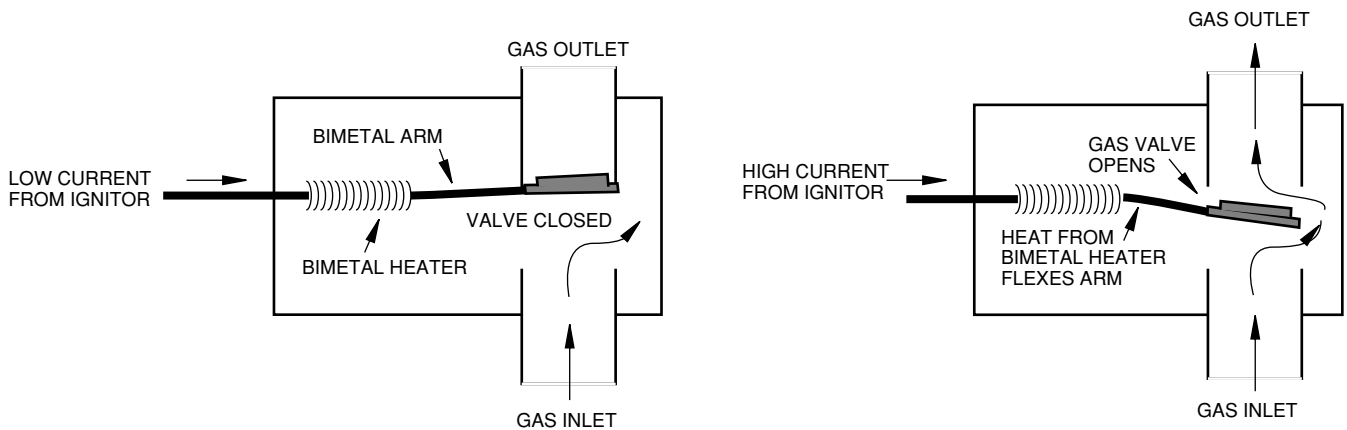 GAS OUTLET
BIMETAL ARM
LOW CURRENT
FROM IGNITOR
VALVE CLOSED
BIMETAL HEATER
GAS INLET
GAS OUTLET
GAS VALVE
OPENS
HIGH CURRENT
FROM IGNITOR
HEAT FROM
BIMETAL HEATER
FLEXES ARM
GAS INLET